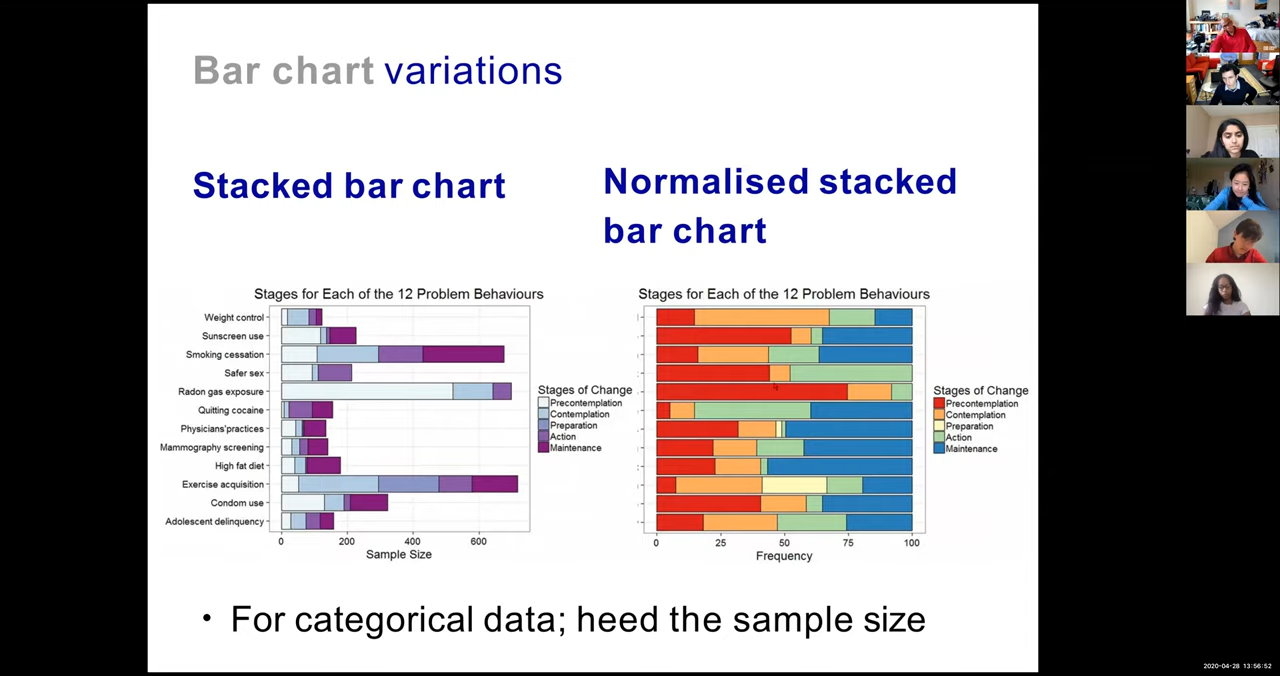 Bar chart variations
Stacked bar chart
Normalised stacked
bar chart
Stages for Each of the 12 Problem Behaviours
Weight control
Sunscreen use
Smoking cessation
Safer sex
Radon gas exposure
Quitting cocaine
Physicians'practices
Mammography screening
High fat diet
Exercise acquisition
Condom use
Adolescent delinquency
0 200 400 600
Sample Size
Stages of Change
Precontemplation
Contemplation
Preparation
Action
Maintenance
Stages for Each of the 12 Problem Behaviours
0 25 50 75 100
Frequency
Stages of Change
Precontemplation
Contemplation
Preparation
Action
Maintenance
• For categorical data; heed the sample size
2020-04-28 13:56:52